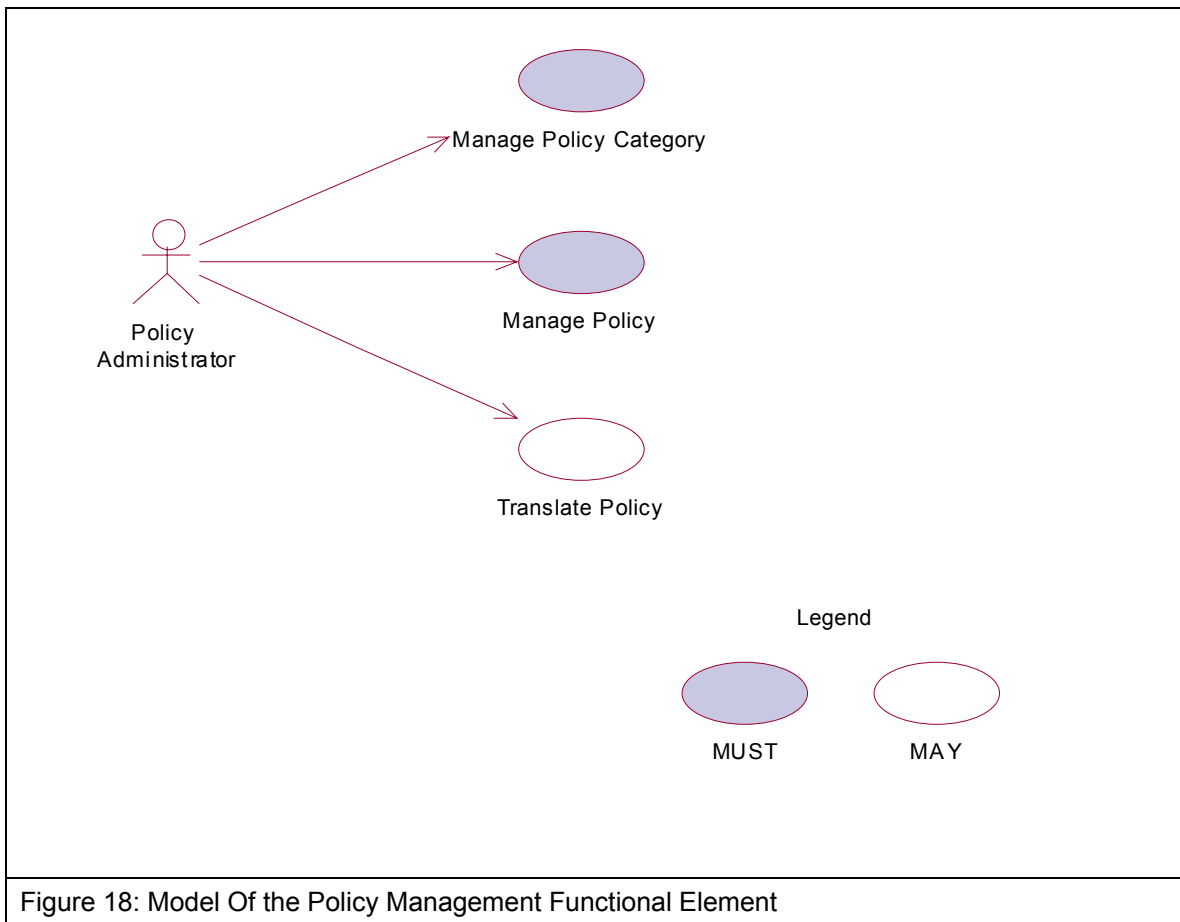 Manage Policy Category
Manage Policy
Policy
Administrator
Translate Policy
Legend
MUST
MAY
Figure 18: Model Of the Policy Management Functional Element